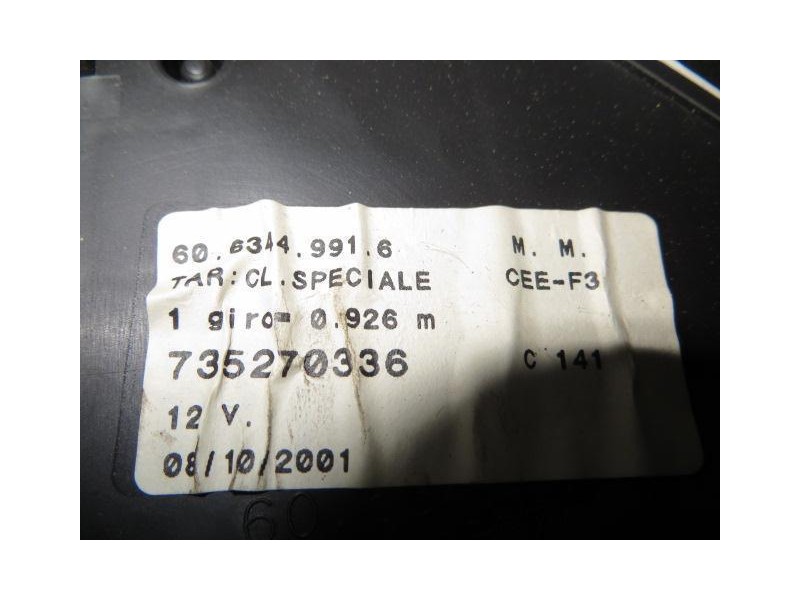 60.6344.991.6 M. M.
TAR: CL.SPECIALE CEE-F3
1 giro= 0.926 m
735270336 C 141
12 V.
08/10/2001
60